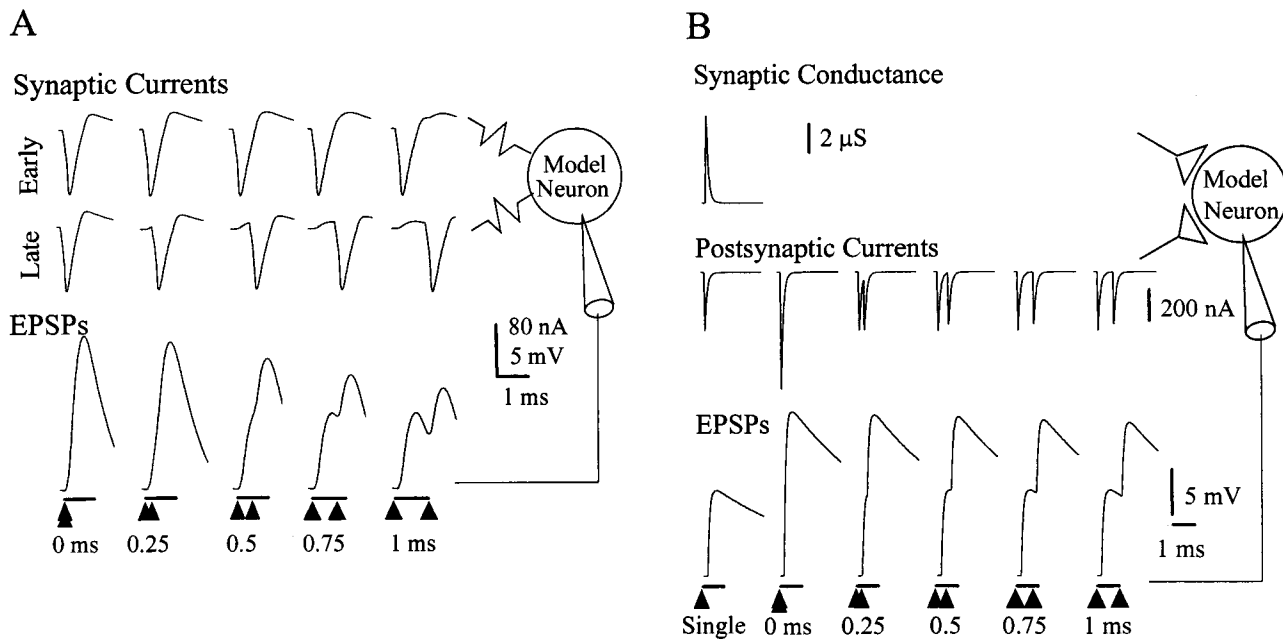 A
Synaptic Currents
Early
Late
Model
Neuron
EPSPs
80 nA
5 mV
1 ms
0 ms
0.25
0.5
0.75
1 ms
B
Synaptic Conductance
2 µS
Model
Neuron
Postsynaptic Currents
200 nA
EPSPs
5 mV
1 ms
Single
0 ms
0.25
0.5
0.75
1 ms